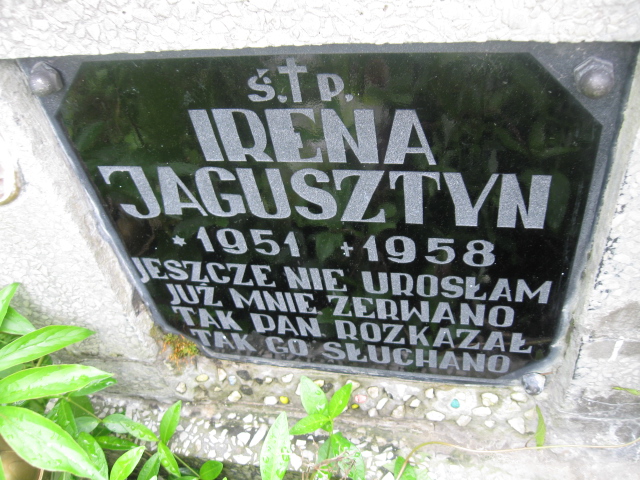 Ś.†P.
IRENA
JAGUSZTYN
*1951 †1958
JESZCZE NIE UROSŁAM
JUŻ MNIE ZERWANO
TAK PAN ROZKAZAŁ
TAK GO SŁUCHANO